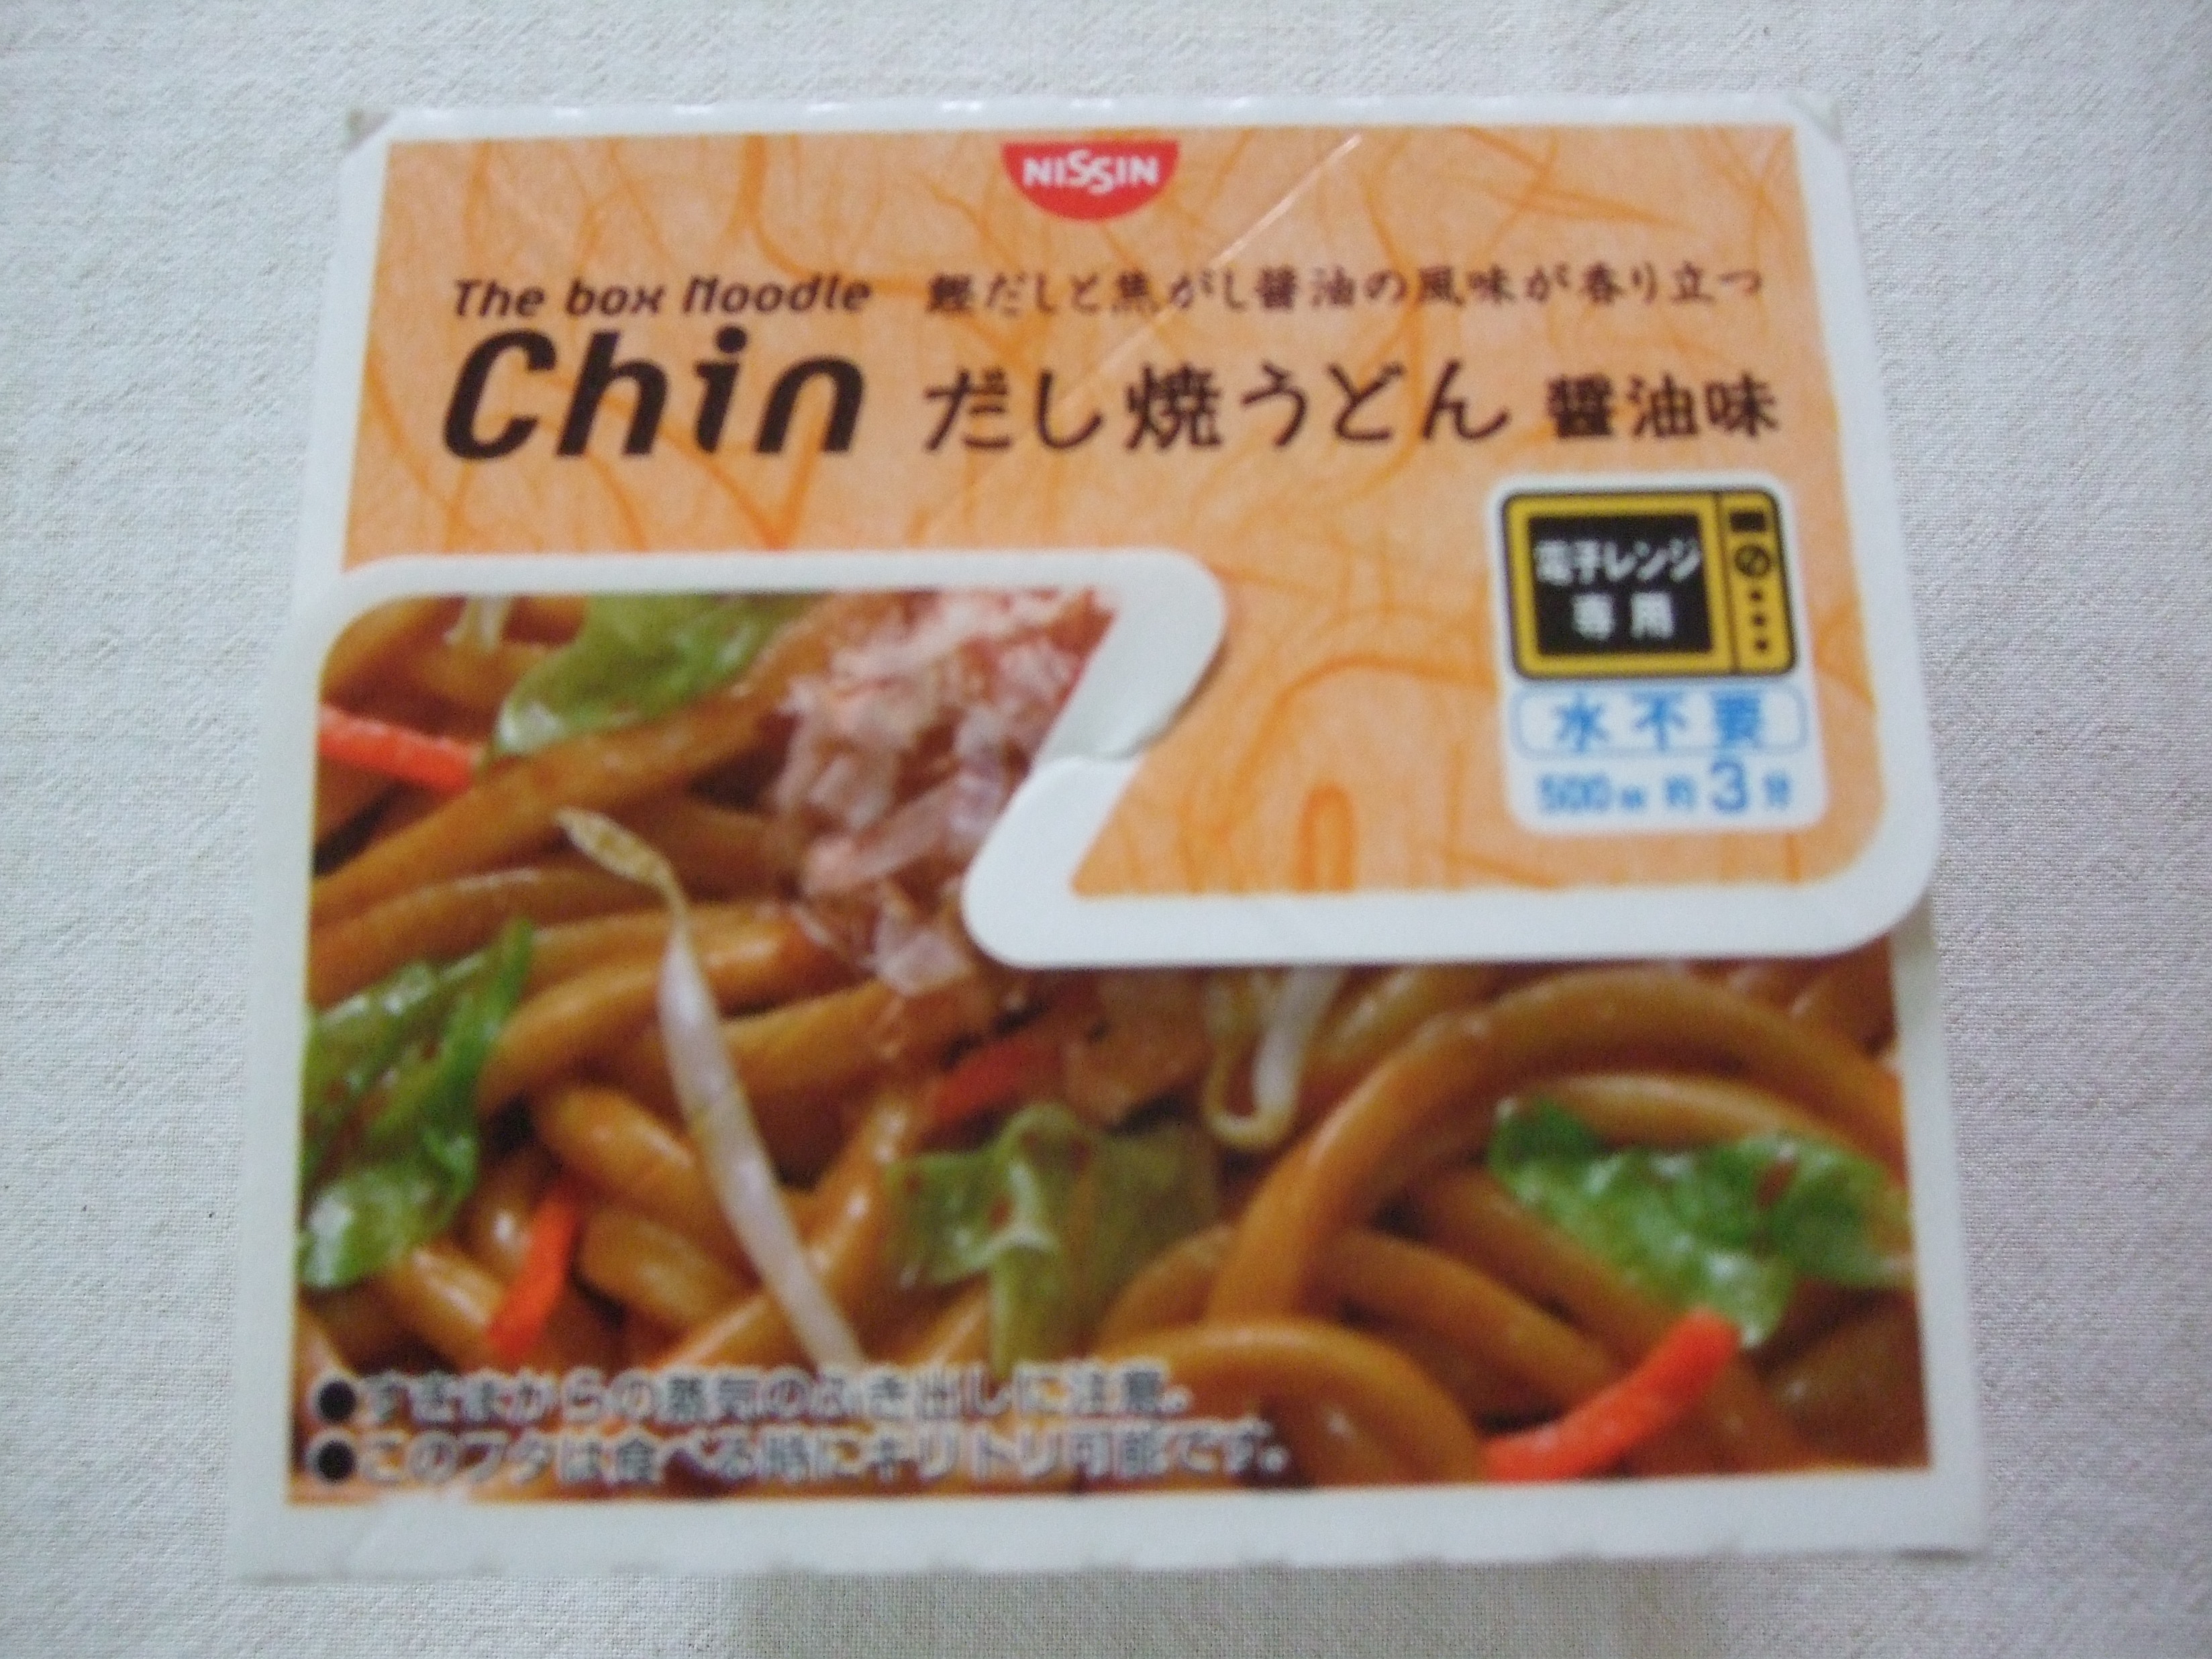 NISSIN
The box Noodle
Chin
鰹だしと焦がし醤油の風味が香り立つ
だし焼うどん 醤油味
電子レンジ
専用
水不要
500W 約3分
●すきまからの蒸気のふき出しに注意。
●このフタは食べる時にキリトリ可能です。